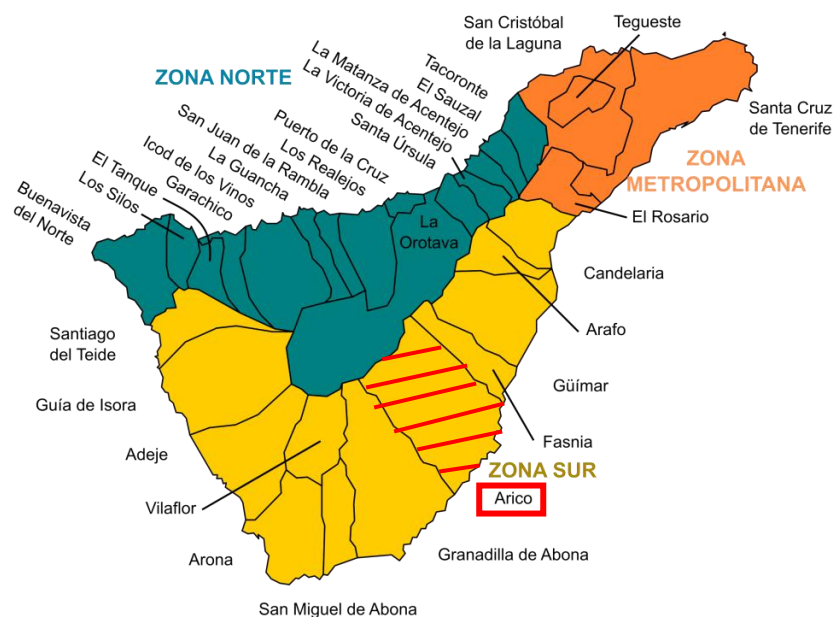 San Cristóbal
de la Laguna
Tegueste
ZONA NORTE
Tacoronte
El Sauzal
La Matanza de Acentejo
La Victoria de Acentejo
Santa Úrsula
Puerto de la Cruz
Los Realejos
San Juan de la Rambla
La Guancha
Icod de los Vinos
Garachico
El Tanque
Los Silos
Buenavista
del Norte
Santa Cruz
de Tenerife
ZONA
METROPOLITANA
El Rosario
La
Orotava
Candelaria
Arafo
Santiago
del Teide
Güímar
Guía de Isora
Fasnia
Adeje
ZONA SUR
Arico
Vilaflor
Granadilla de Abona
Arona
San Miguel de Abona